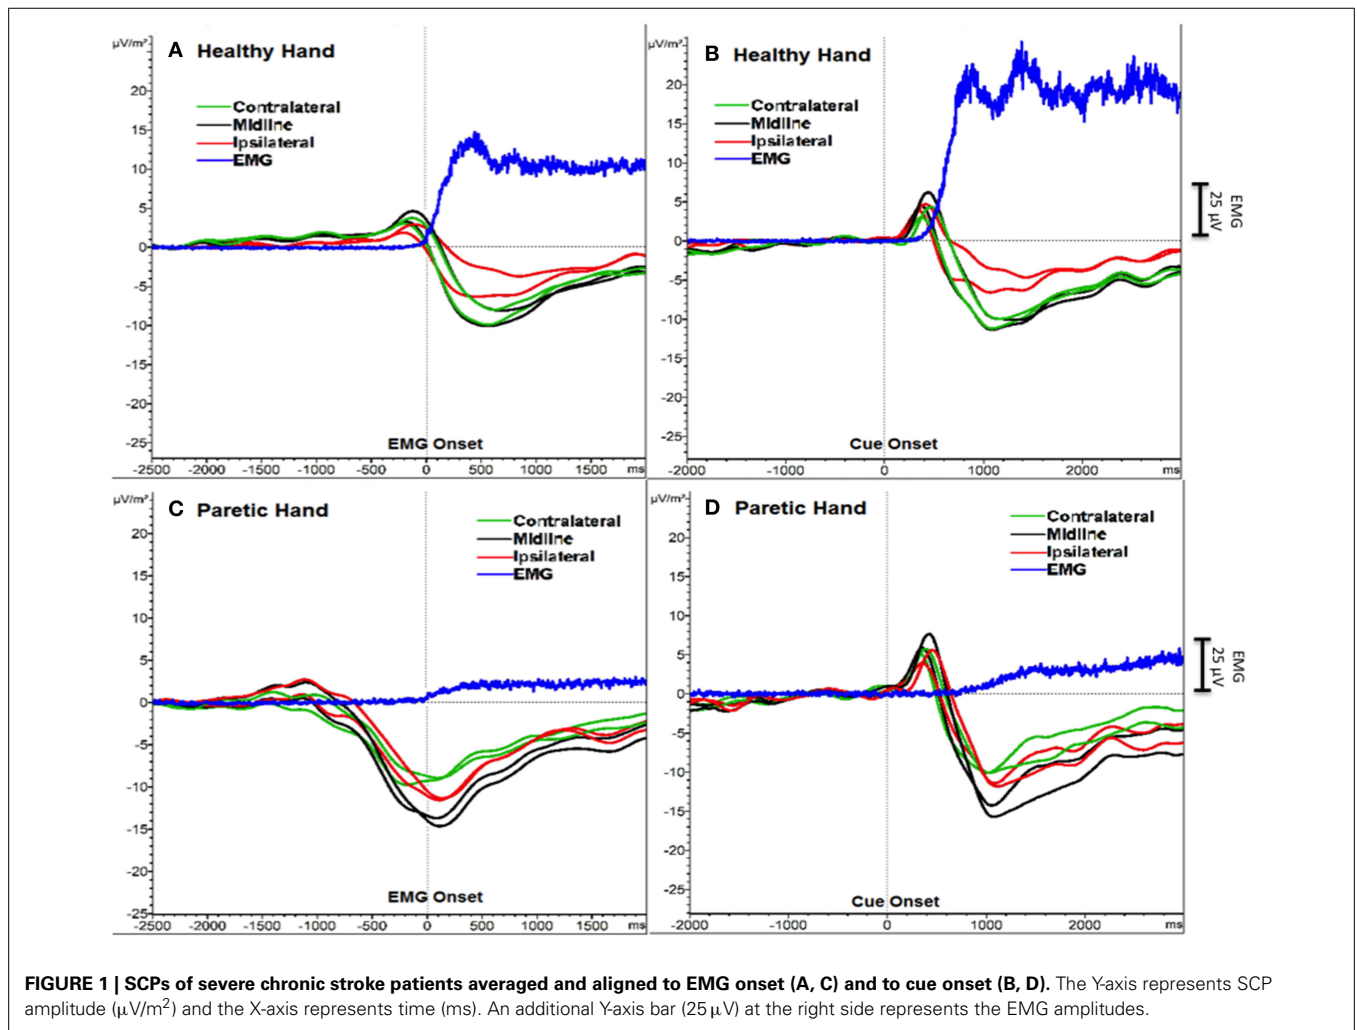 A Healthy Hand
µV/m²
Contralateral
Midline
Ipsilateral
EMG
20
15
10
5
0
-5
-10
-15
-20
-25
EMG Onset
-2500 -2000 -1500 -1000 -500 0 500 1000 1500 ms
B Healthy Hand
µV/m²
Contralateral
Midline
Ipsilateral
EMG
20
15
10
5
0
-5
-10
-15
-20
-25
Cue Onset
-2000 -1000 0 1000 2000 ms
EMG
25 µV
C Paretic Hand
µV/m²
Contralateral
Midline
Ipsilateral
EMG
20
15
10
5
0
-5
-10
-15
-20
-25
EMG Onset
-2500 -2000 -1500 -1000 -500 0 500 1000 1500 ms
D Paretic Hand
µV/m²
Contralateral
Midline
Ipsilateral
EMG
20
15
10
5
0
-5
-10
-15
-20
-25
Cue Onset
-2000 -1000 0 1000 2000 ms
EMG
25 µV
FIGURE 1 | SCPs of severe chronic stroke patients averaged and aligned to EMG onset (A, C) and to cue onset (B, D). The Y-axis represents SCP
amplitude (µV/m²) and the X-axis represents time (ms). An additional Y-axis bar (25 µV) at the right side represents the EMG amplitudes.